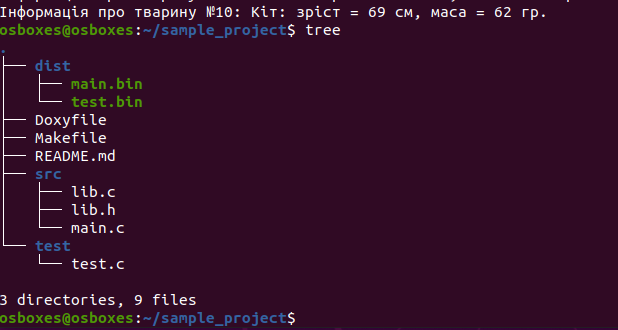 Інформація про тварину №10: Кіт: зріст = 69 см, маса = 62 гр.
osboxes@osboxes:~/sample_project$ tree
.
├── dist
│   ├── main.bin
│   └── test.bin
├── Doxyfile
├── Makefile
├── README.md
├── src
│   ├── lib.c
│   ├── lib.h
│   └── main.c
└── test
    └── test.c
3 directories, 9 files
osboxes@osboxes:~/sample_project$